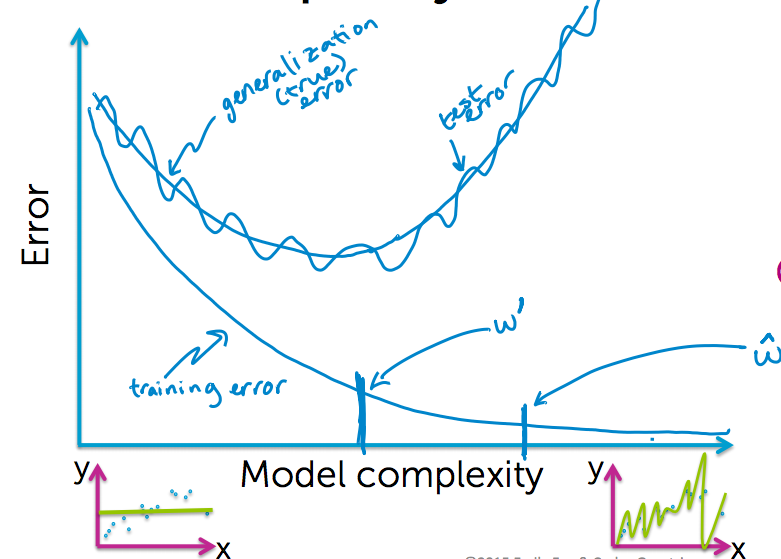 generalization
(true)
error
test
error
Error
w'
ŵ
training error
y
Model complexity
y
x
x